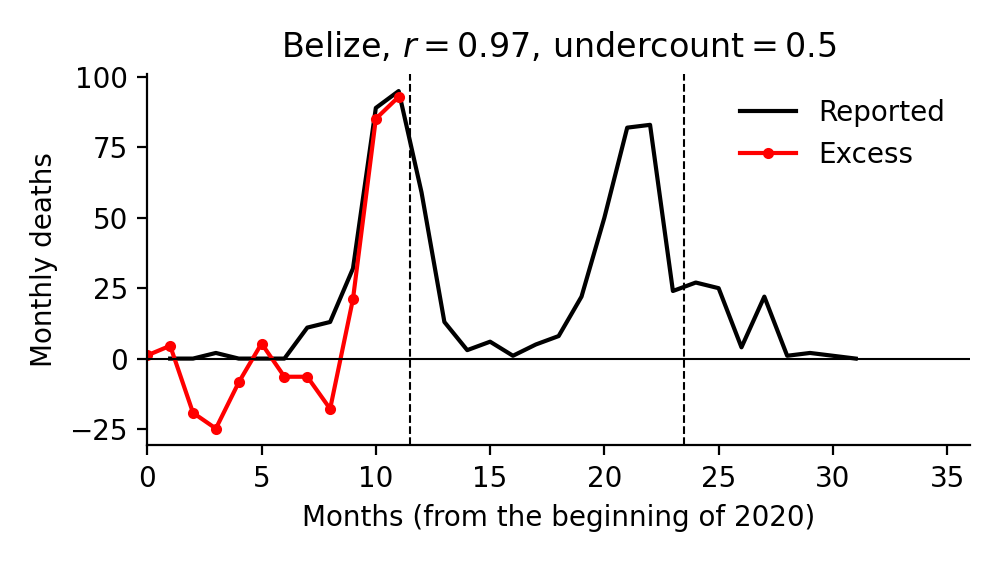 Belize, r = 0.97, undercount = 0.5
Reported
Excess
Monthly deaths
100
75
50
25
0
−25
0 5 10 15 20 25 30 35
Months (from the beginning of 2020)